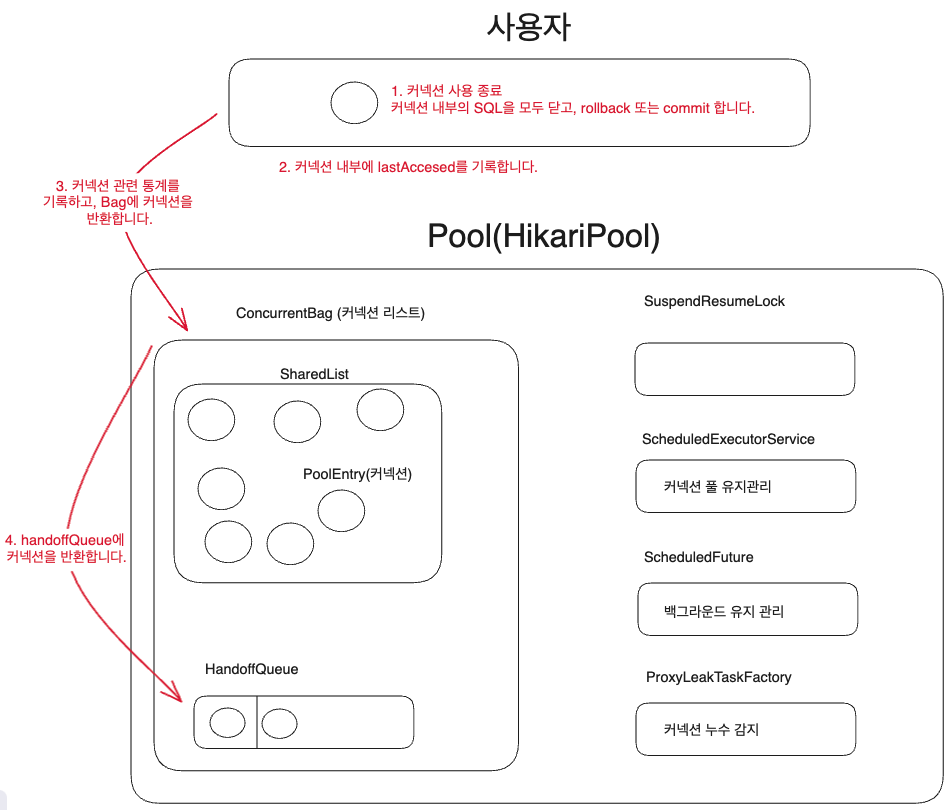 사용자
1. 커넥션 사용 종료
커넥션 내부의 SQL을 모두 닫고, rollback 또는 commit 합니다.
2. 커넥션 내부에 lastAccesed를 기록합니다.
3. 커넥션 관련 통계를
기록하고, Bag에 커넥션을
반환합니다.
Pool(HikariPool)
ConcurrentBag (커넥션 리스트)
SharedList
PoolEntry(커넥션)
4. handoffQueue에
커넥션을 반환합니다.
HandoffQueue
SuspendResumeLock
ScheduledExecutorService
커넥션 풀 유지관리
ScheduledFuture
백그라운드 유지 관리
ProxyLeakTaskFactory
커넥션 누수 감지